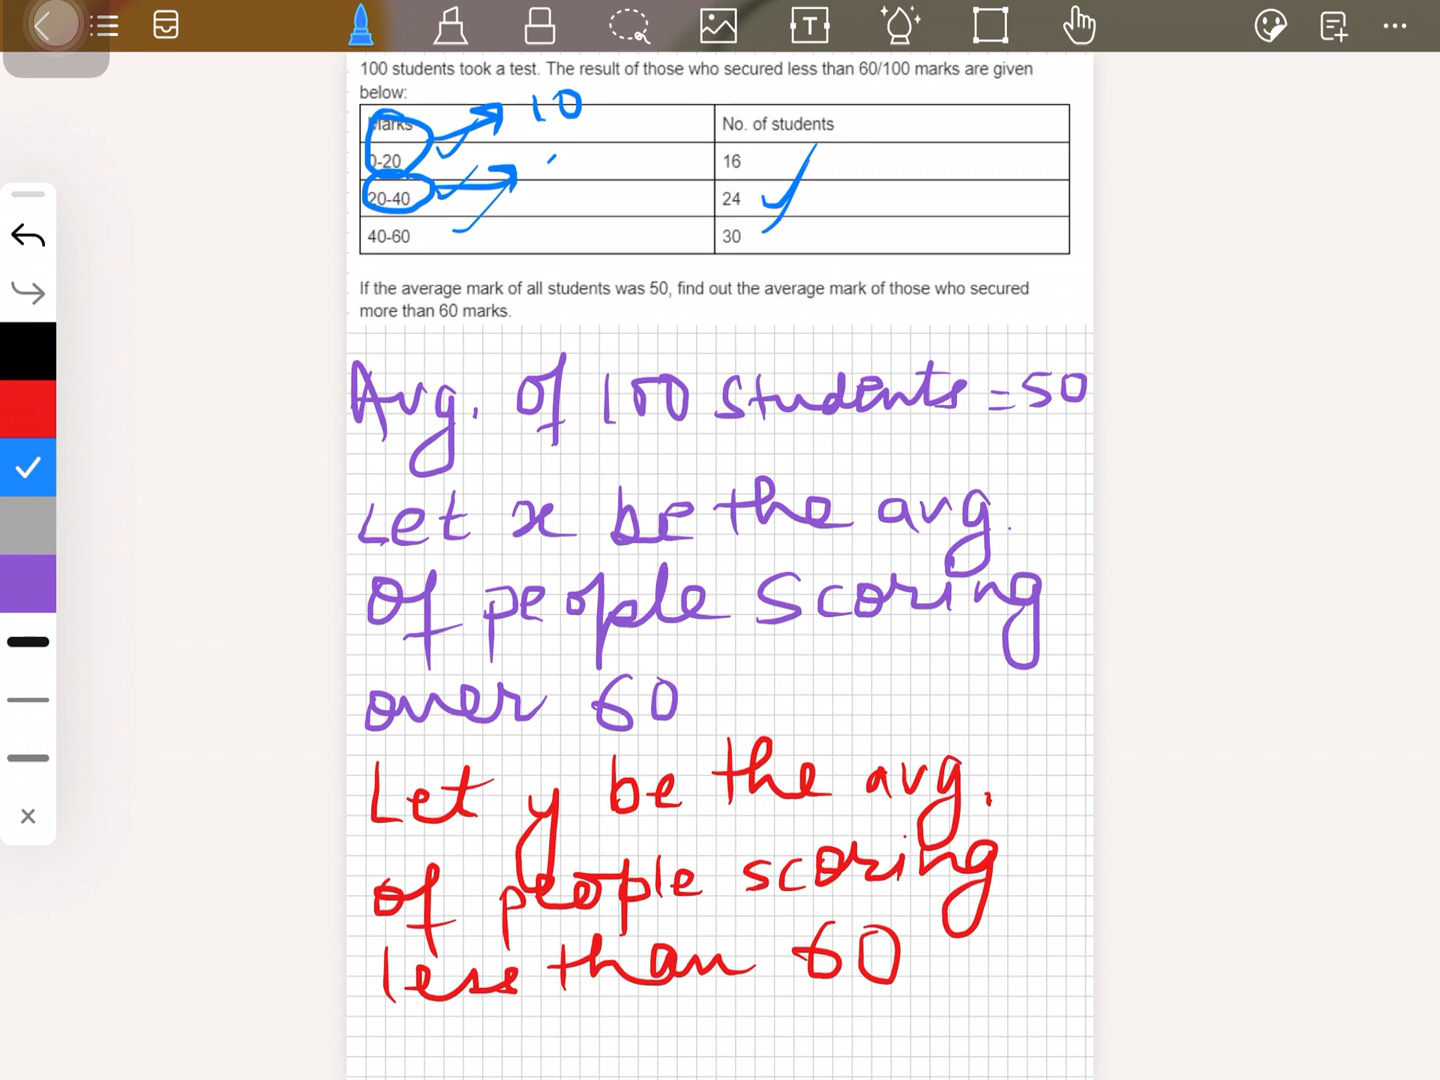 100 students took a test. The result of those who secured less than 60/100 marks are given
below:
10
Marks No. of students
0-20 16
20-40 24
40-60 30
If the average mark of all students was 50, find out the average mark of those who secured
more than 60 marks.
Avg. of 100 students = 50
Let x be the avg.
of people scoring
over 60
Let y be the avg.
of people scoring
less than 60